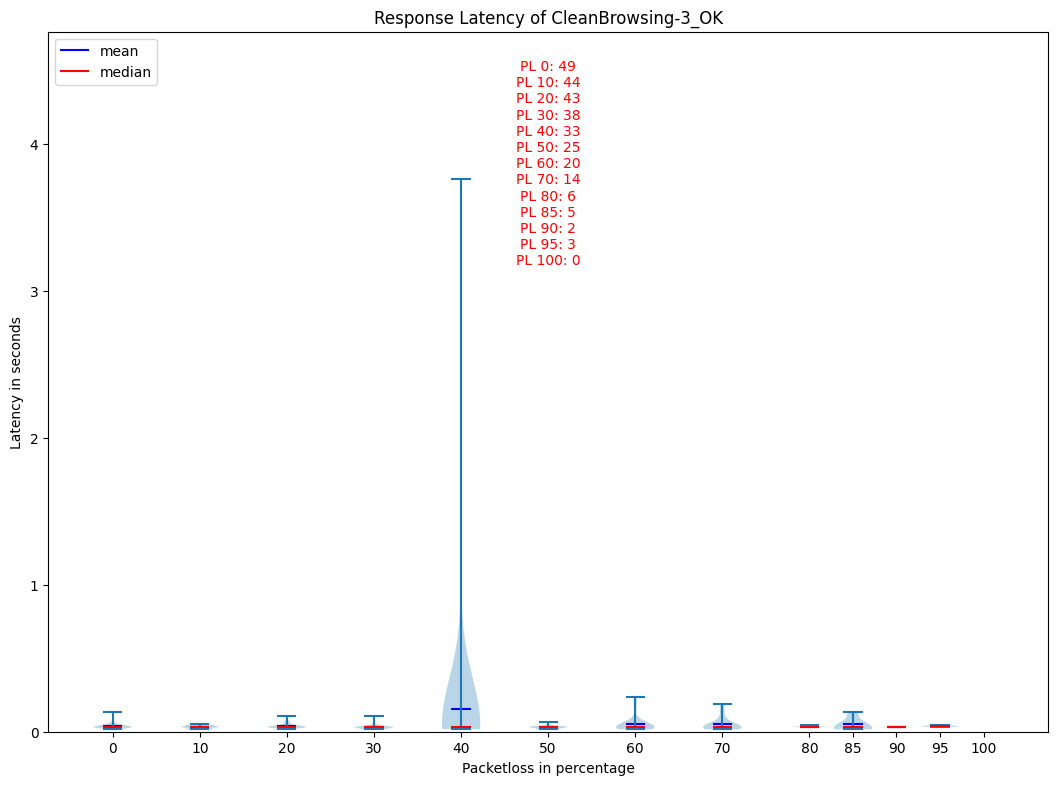 Response Latency of CleanBrowsing-3_OK
mean
median
PL 0: 49
PL 10: 44
PL 20: 43
PL 30: 38
PL 40: 33
PL 50: 25
PL 60: 20
PL 70: 14
PL 80: 6
PL 85: 5
PL 90: 2
PL 95: 3
PL 100: 0
Latency in seconds
4
3
2
1
0
0 10 20 30 40 50 60 70 80 85 90 95 100
Packetloss in percentage